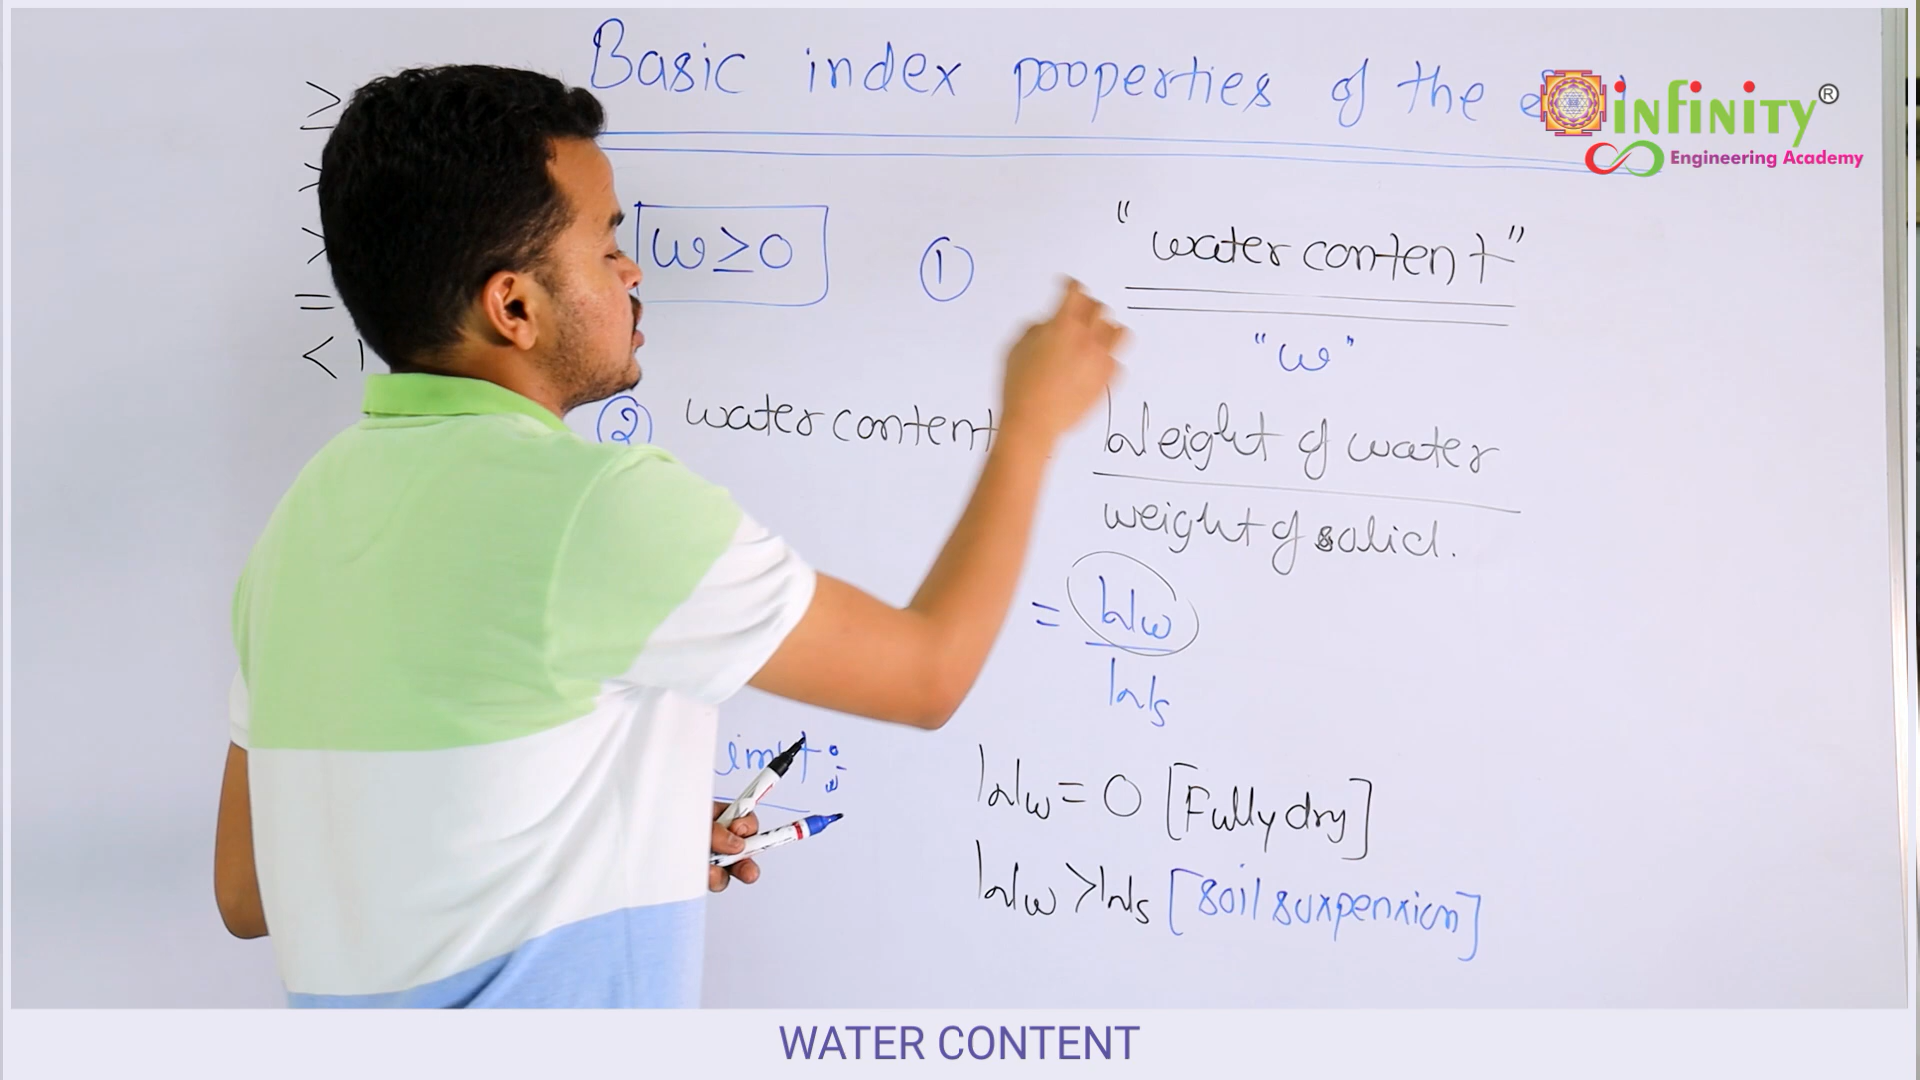 Basic index pooperties of the
infinity®
Engineering Academy
w≥0 ① "water content"
"w"
② water content Weight of water
weight of solid.
= Ww
Ws
Ww = 0 [Fully dry]
Ww > Ws [soil suspension]
WATER CONTENT